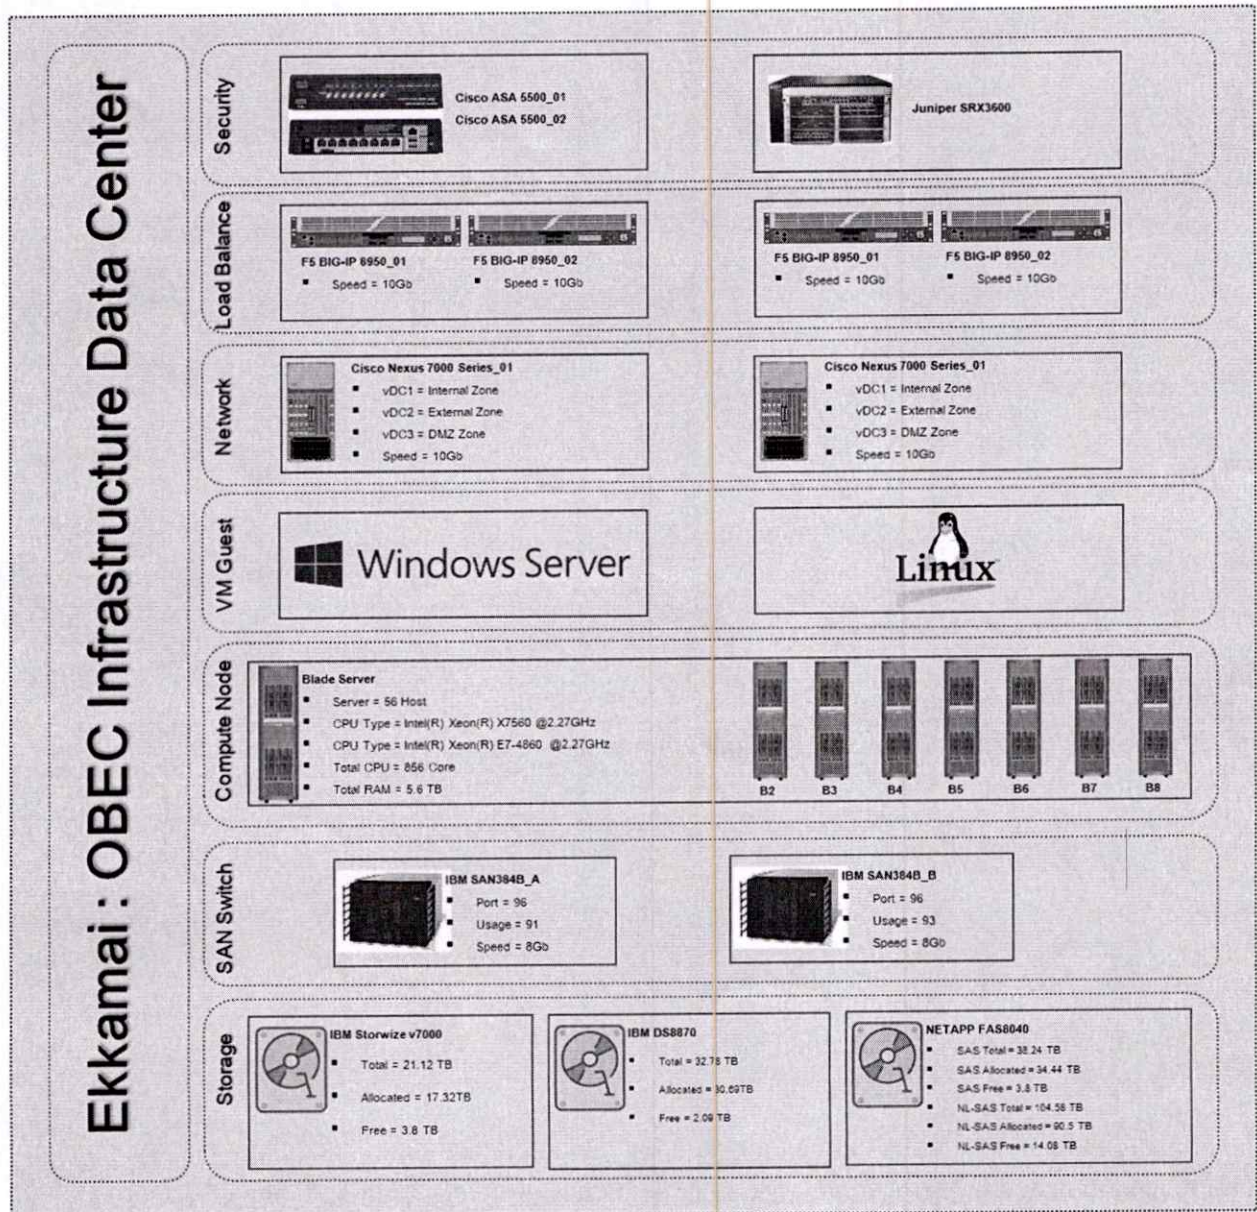 Ekkamai : OBEC Infrastructure Data Center
Security
Cisco ASA 5500_01
Cisco ASA 5500_02
Juniper SRX3600
Load Balance
F5 BIG-IP 8950_01
Speed = 10Gb
F5 BIG-IP 8950_02
Speed = 10Gb
F5 BIG-IP 8950_01
Speed = 10Gb
F5 BIG-IP 8950_02
Speed = 10Gb
Network
Cisco Nexus 7000 Series_01
vDC1 = Internal Zone
vDC2 = External Zone
vDC3 = DMZ Zone
Speed = 10Gb
Cisco Nexus 7000 Series_01
vDC1 = Internal Zone
vDC2 = External Zone
vDC3 = DMZ Zone
Speed = 10Gb
VM Guest
Windows Server
Linux
Compute Node
Blade Server
Server = 56 Host
CPU Type = Intel(R) Xeon(R) X7560 @2.27GHz
CPU Type = Intel(R) Xeon(R) E7-4860 @2.27GHz
Total CPU = 856 Core
Total RAM = 5.6 TB
B2 B3 B4 B5 B6 B7 B8
SAN Switch
IBM SAN384B_A
Port = 96
Usage = 91
Speed = 8Gb
IBM SAN384B_B
Port = 96
Usage = 93
Speed = 8Gb
Storage
IBM Storwize v7000
Total = 21.12 TB
Allocated = 17.32TB
Free = 3.8 TB
IBM DS8870
Total = 32.78 TB
Allocated = 30.69TB
Free = 2.09 TB
NETAPP FAS8040
SAS Total = 38.24 TB
SAS Allocated = 34.44 TB
SAS Free = 3.8 TB
NL-SAS Total = 104.58 TB
NL-SAS Allocated = 90.5 TB
NL-SAS Free = 14.08 TB